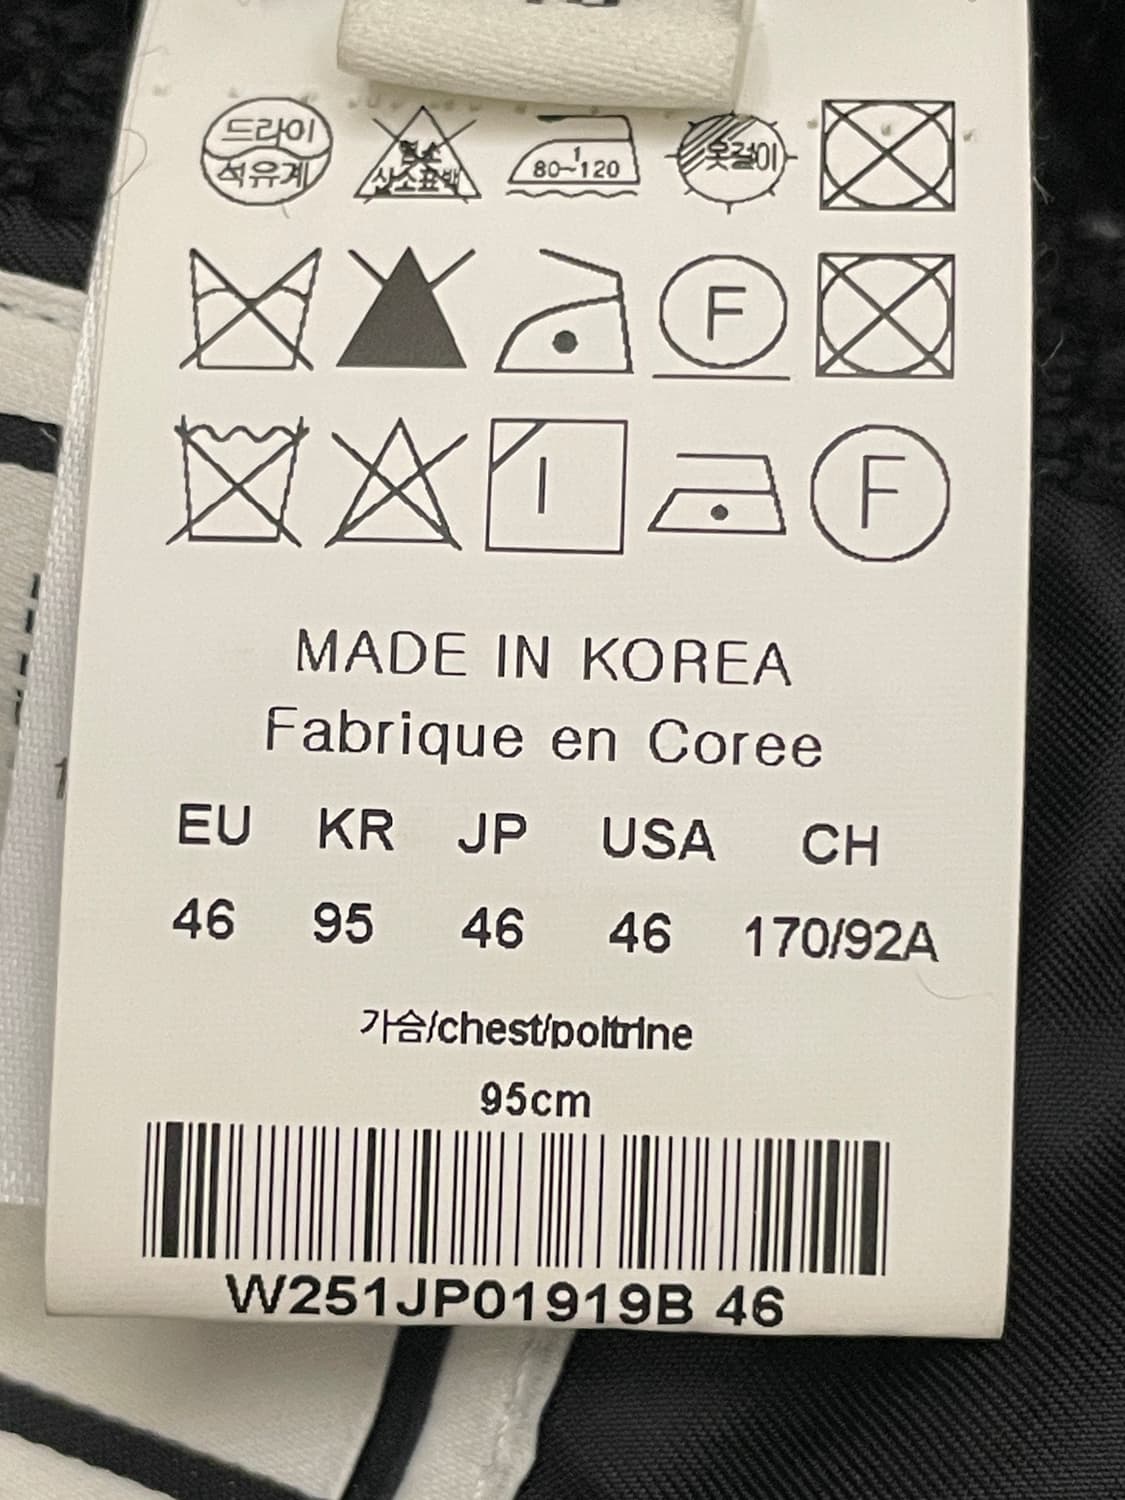 드라이
석유계
염소
산소표백
1
80~120
옷걸이
F
F
MADE IN KOREA
Fabrique en Coree
EU KR JP USA CH
46 95 46 46 170/92A
가슴/chest/poitrine
95cm
W251JP01919B 46